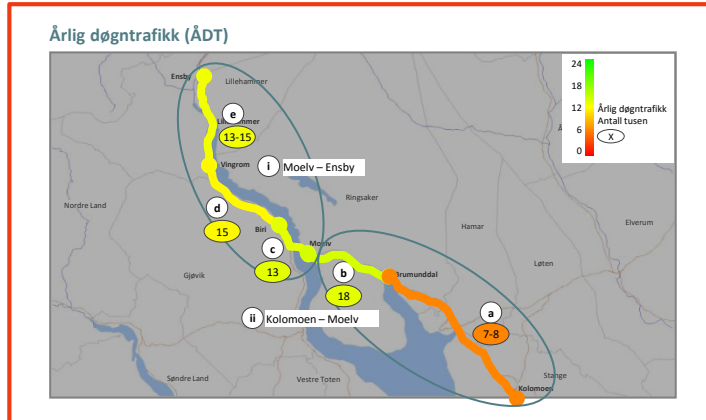 Årlig døgntrafikk (ÅDT)
Ensby
Lillehammer
e
13-15
Vingrom
i
Moelv – Ensby
24
18
12
6
0
Årlig døgntrafikk
Antall tusen
X
Nordre Land
Ringsaker
Hamar
Elverum
d
15
Biri
Moelv
Løten
c
13
Gjøvik
b
18
Brumunddal
a
7-8
ii
Kolomoen – Moelv
Stange
Kolomoen
Søndre Land
Vestre Toten